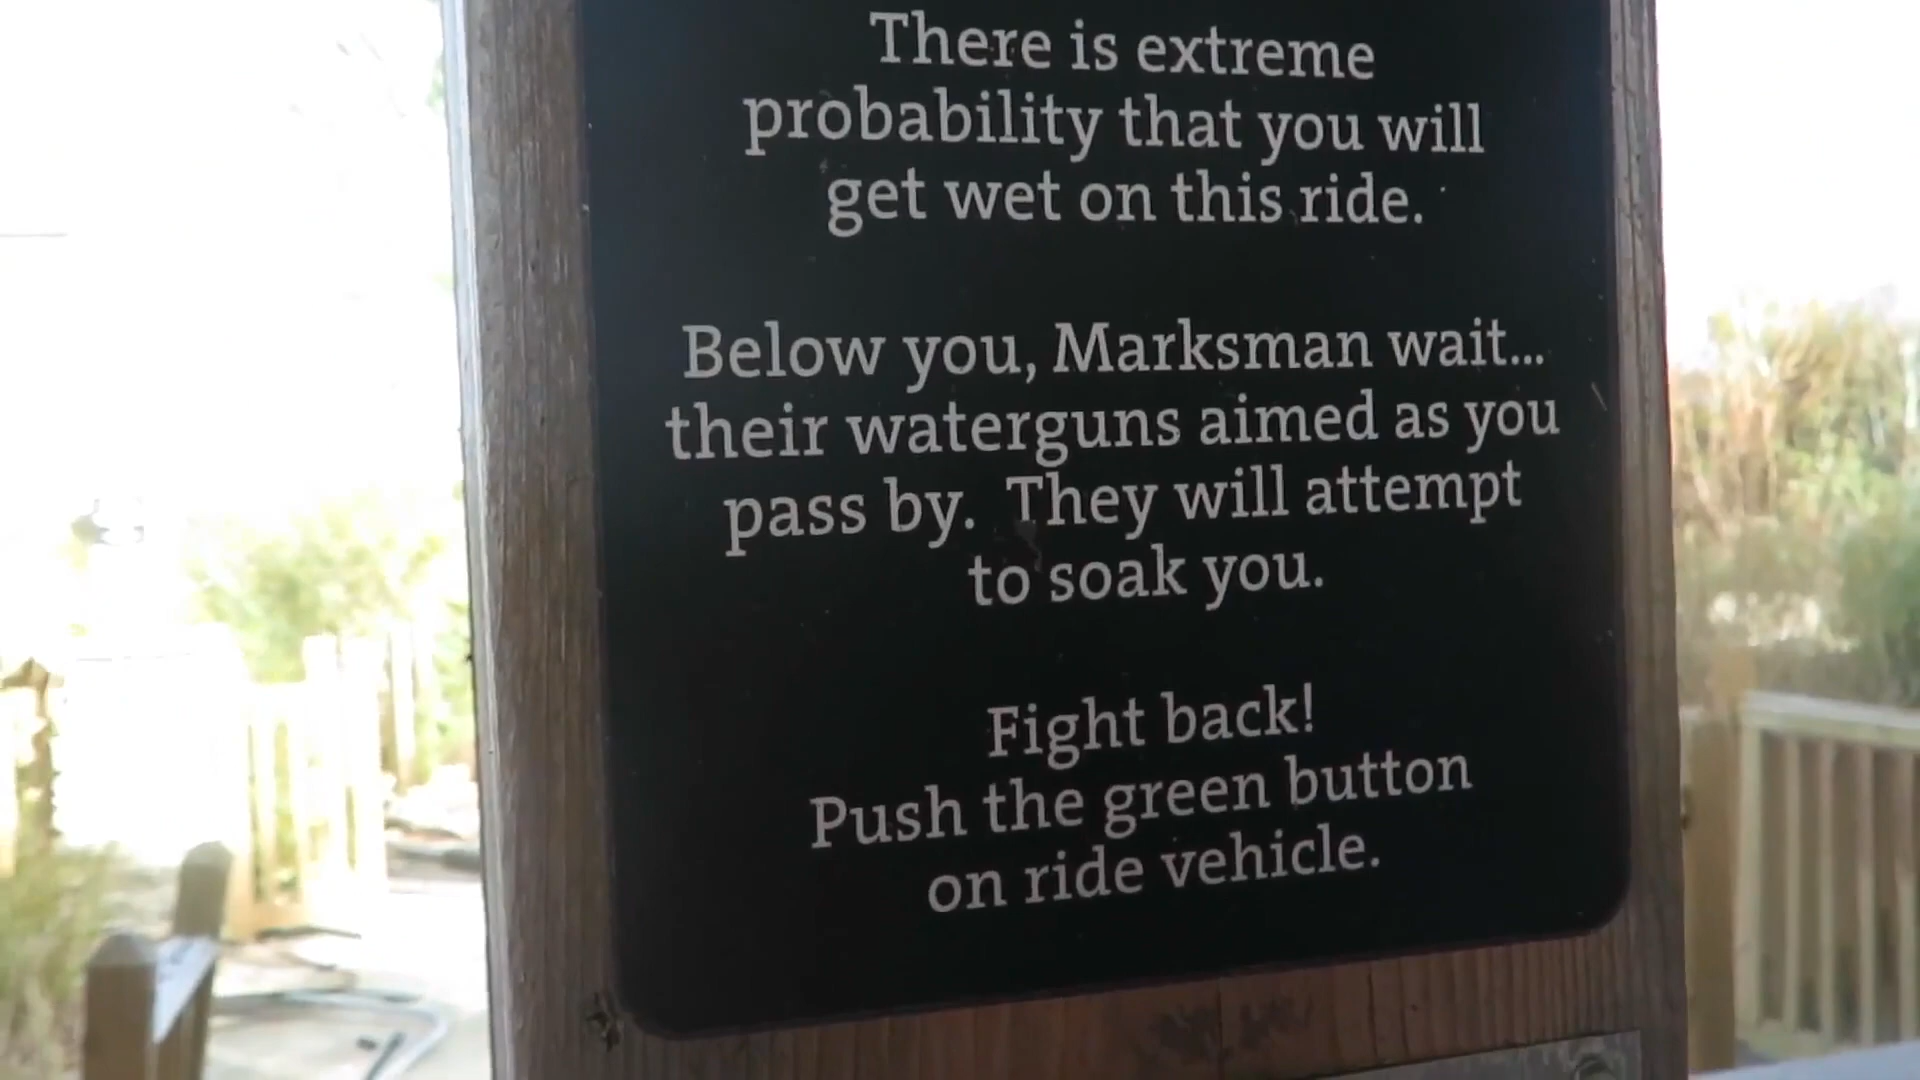 There is extreme
probability that you will
get wet on this ride.
Below you, Marksman wait...
their waterguns aimed as you
pass by. They will attempt
to soak you.
Fight back!
Push the green button
on ride vehicle.